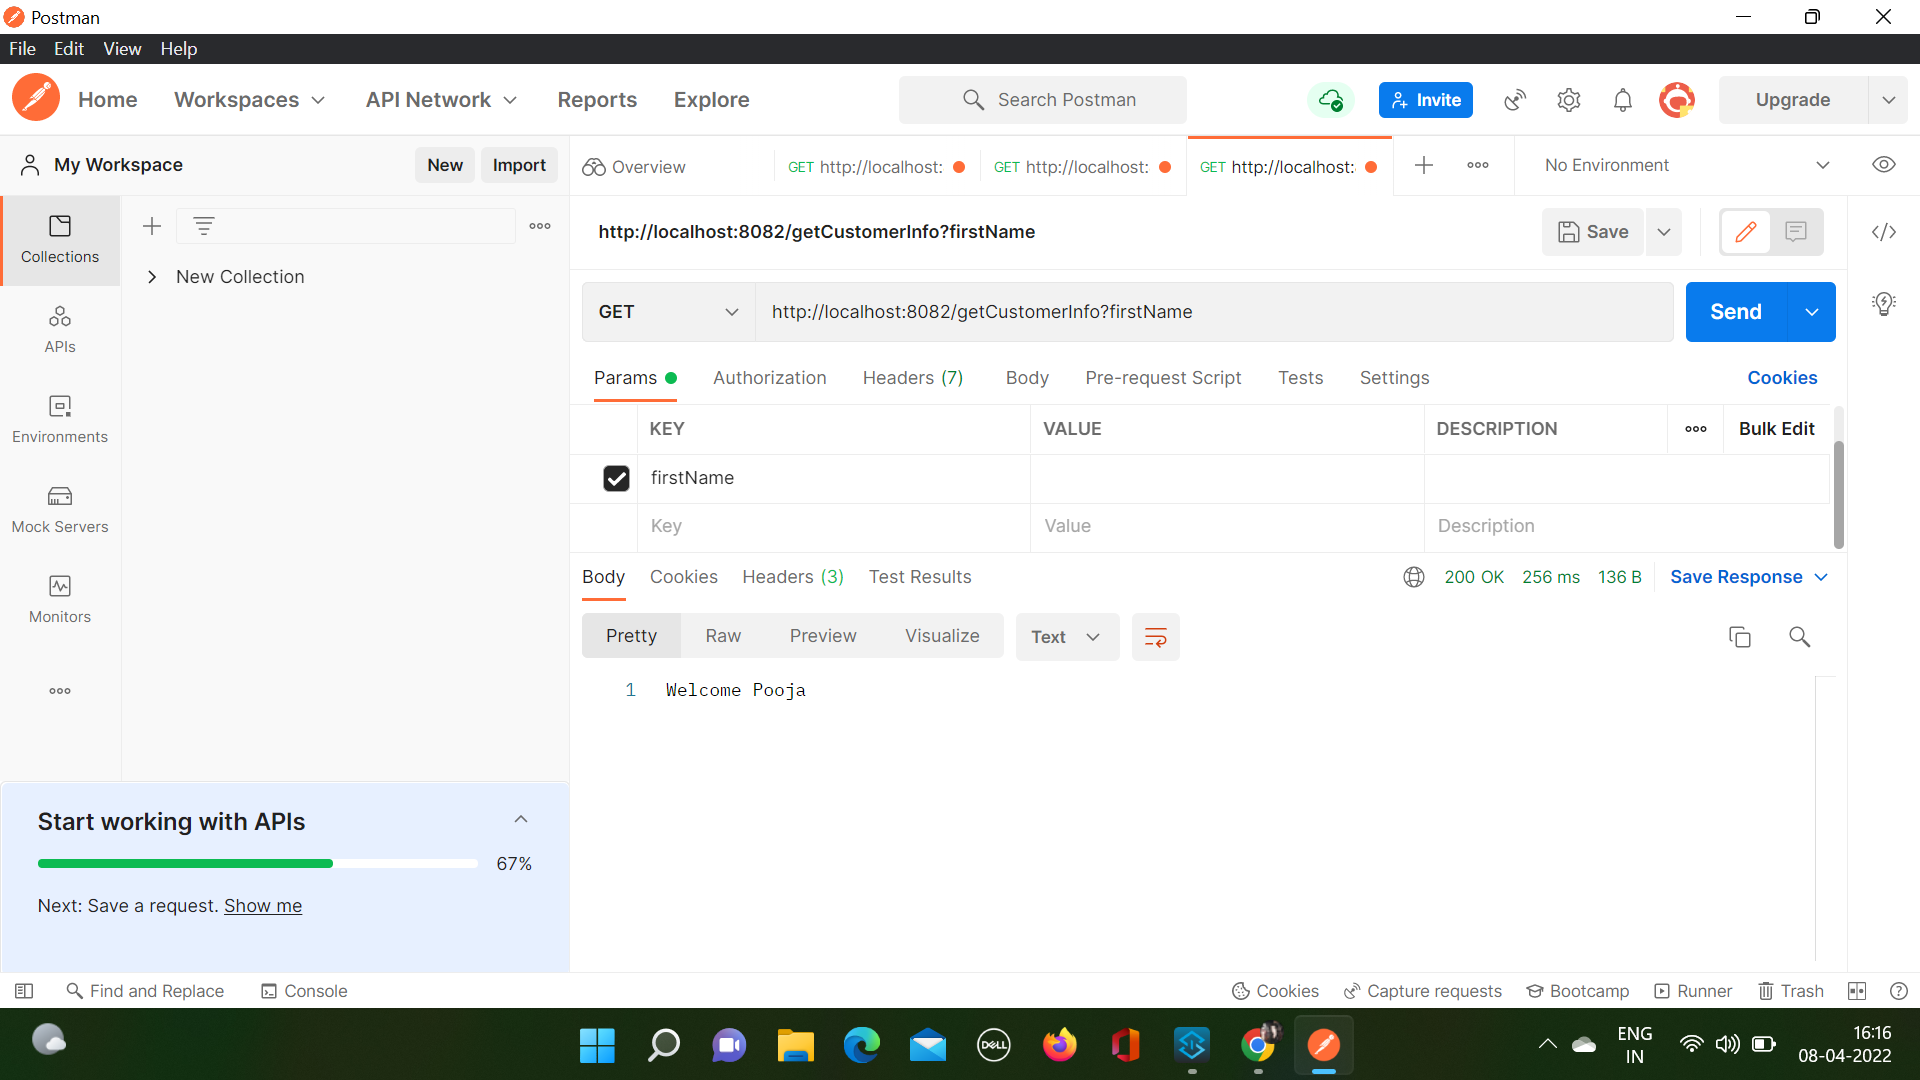 Postman
File Edit View Help
Home Workspaces API Network Reports Explore Search Postman Invite Upgrade
My Workspace New Import Overview GET http://localhost: GET http://localhost: GET http://localhost: No Environment
Collections
New Collection
APIs
Environments
Mock Servers
Monitors
http://localhost:8082/getCustomerInfo?firstName Save
GET http://localhost:8082/getCustomerInfo?firstName Send
Params Authorization Headers (7) Body Pre-request Script Tests Settings Cookies
KEY VALUE DESCRIPTION Bulk Edit
firstName
Key Value Description
Body Cookies Headers (3) Test Results 200 OK 256 ms 136 B Save Response
Pretty Raw Preview Visualize Text
1 Welcome Pooja
Start working with APIs
67%
Next: Save a request. Show me
Find and Replace Console Cookies Capture requests Bootcamp Runner Trash
DELL
ENG
IN
16:16
08-04-2022